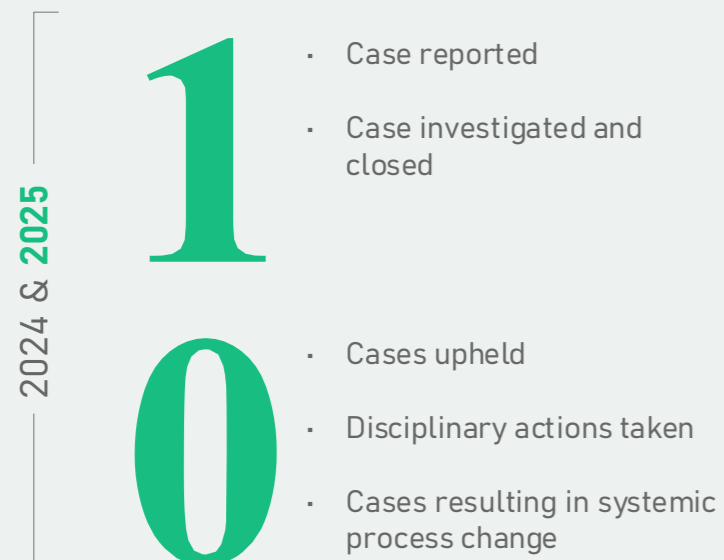 2024 & 2025
1
· Case reported
· Case investigated and
closed
0
· Cases upheld
· Disciplinary actions taken
· Cases resulting in systemic
process change